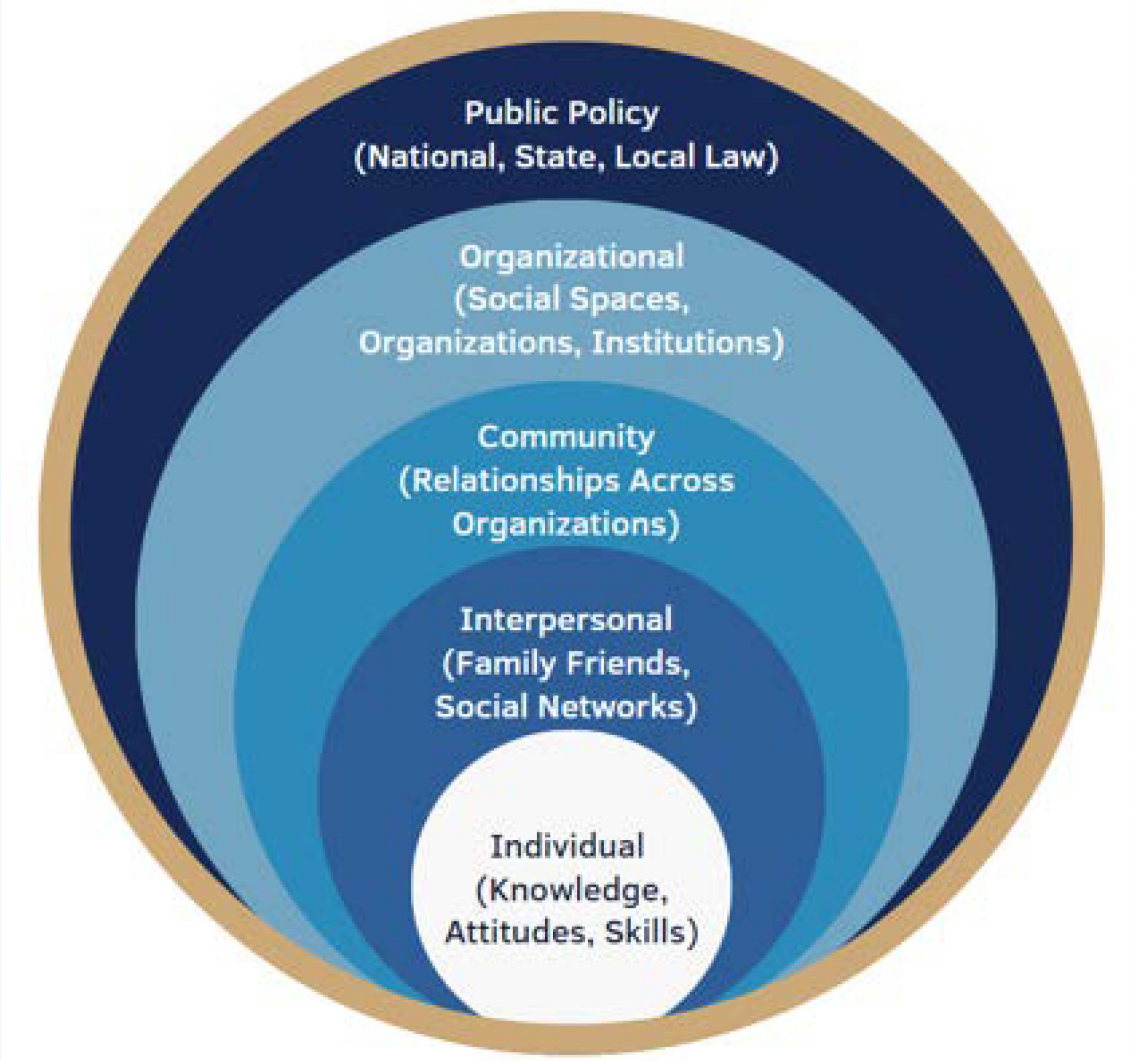 Public Policy
(National, State, Local Law)
Organizational
(Social Spaces,
Organizations, Institutions)
Community
(Relationships Across
Organizations)
Interpersonal
(Family Friends,
Social Networks)
Individual
(Knowledge,
Attitudes, Skills)